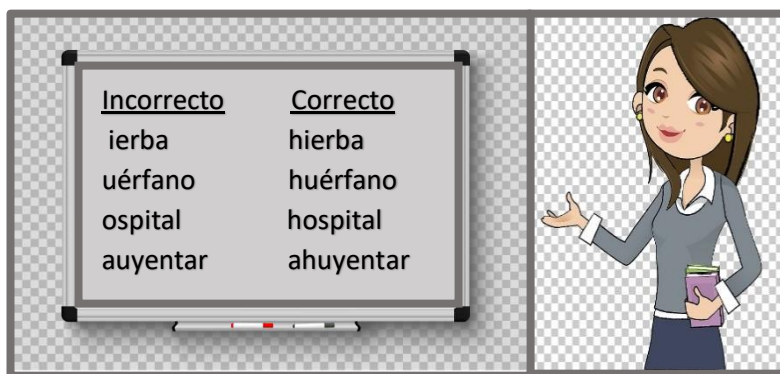 Incorrecto Correcto
ierba hierba
uérfano huérfano
ospital hospital
auyentar ahuyentar